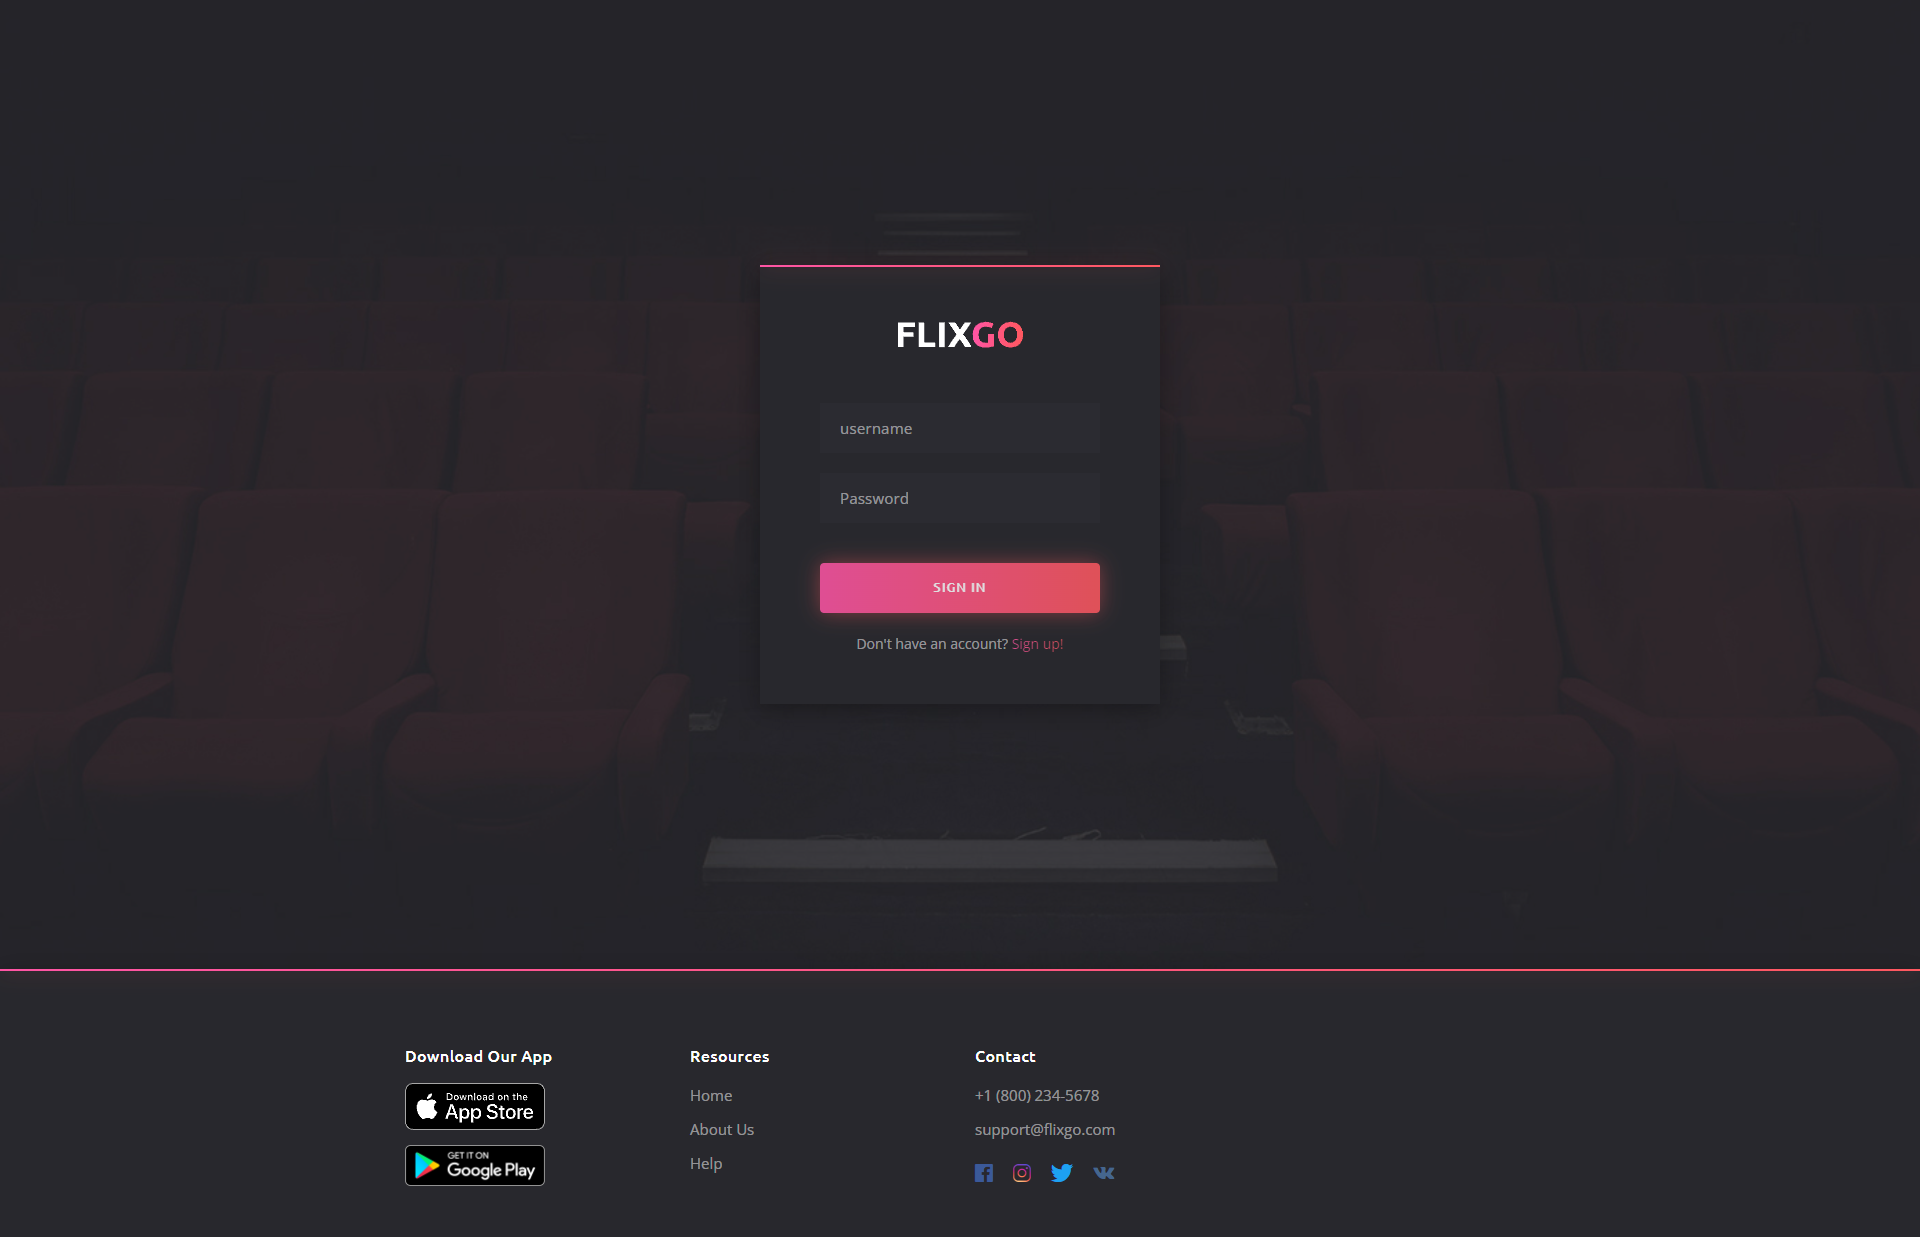 FLIXGO
username
Password
SIGN IN
Don't have an account? Sign up!
Download Our App
Download on the
App Store
GET IT ON
Google Play
Resources
Home
About Us
Help
Contact
+1 (800) 234-5678
support@flixgo.com